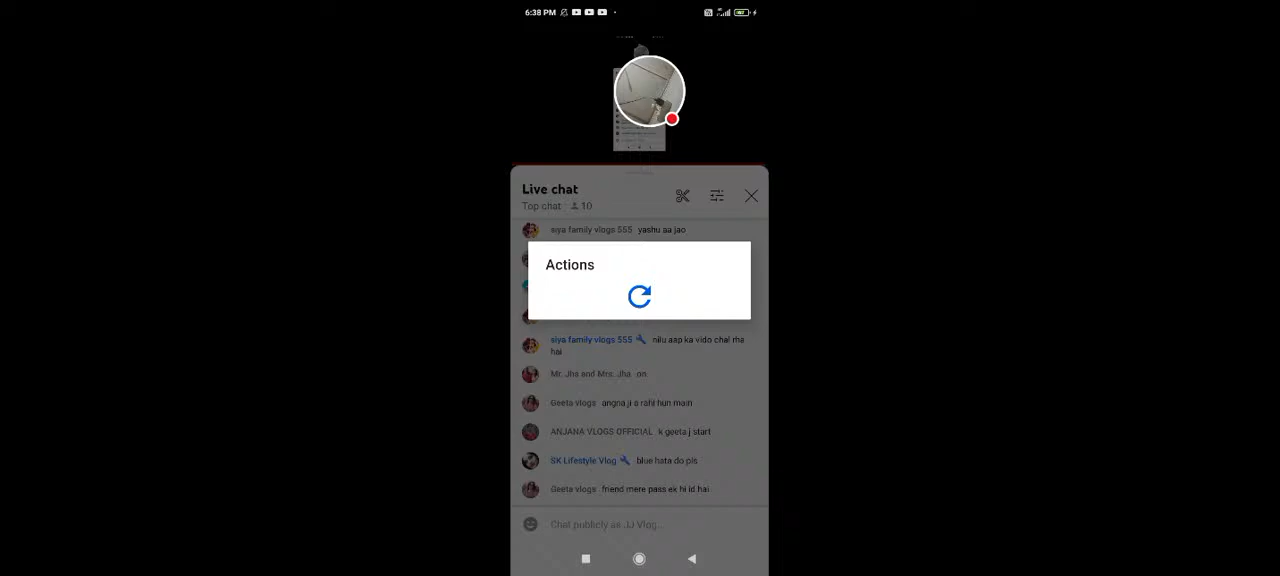 6:38 PM
Live chat
Top chat 10
siya family vlogs 555 yashu aa jao
Actions
siya family vlogs 555 nilu aap ka vido chal rha
hai
Mr. Jha and Mrs. Jha on
Geeta vlogs angna ji a rahi hun main
ANJANA VLOGS OFFICIAL k geeta j start
SK Lifestyle Vlog blue hata do pls
Geeta vlogs friend mere pass ek hi id hai
Chat publicly as JJ Vlog...